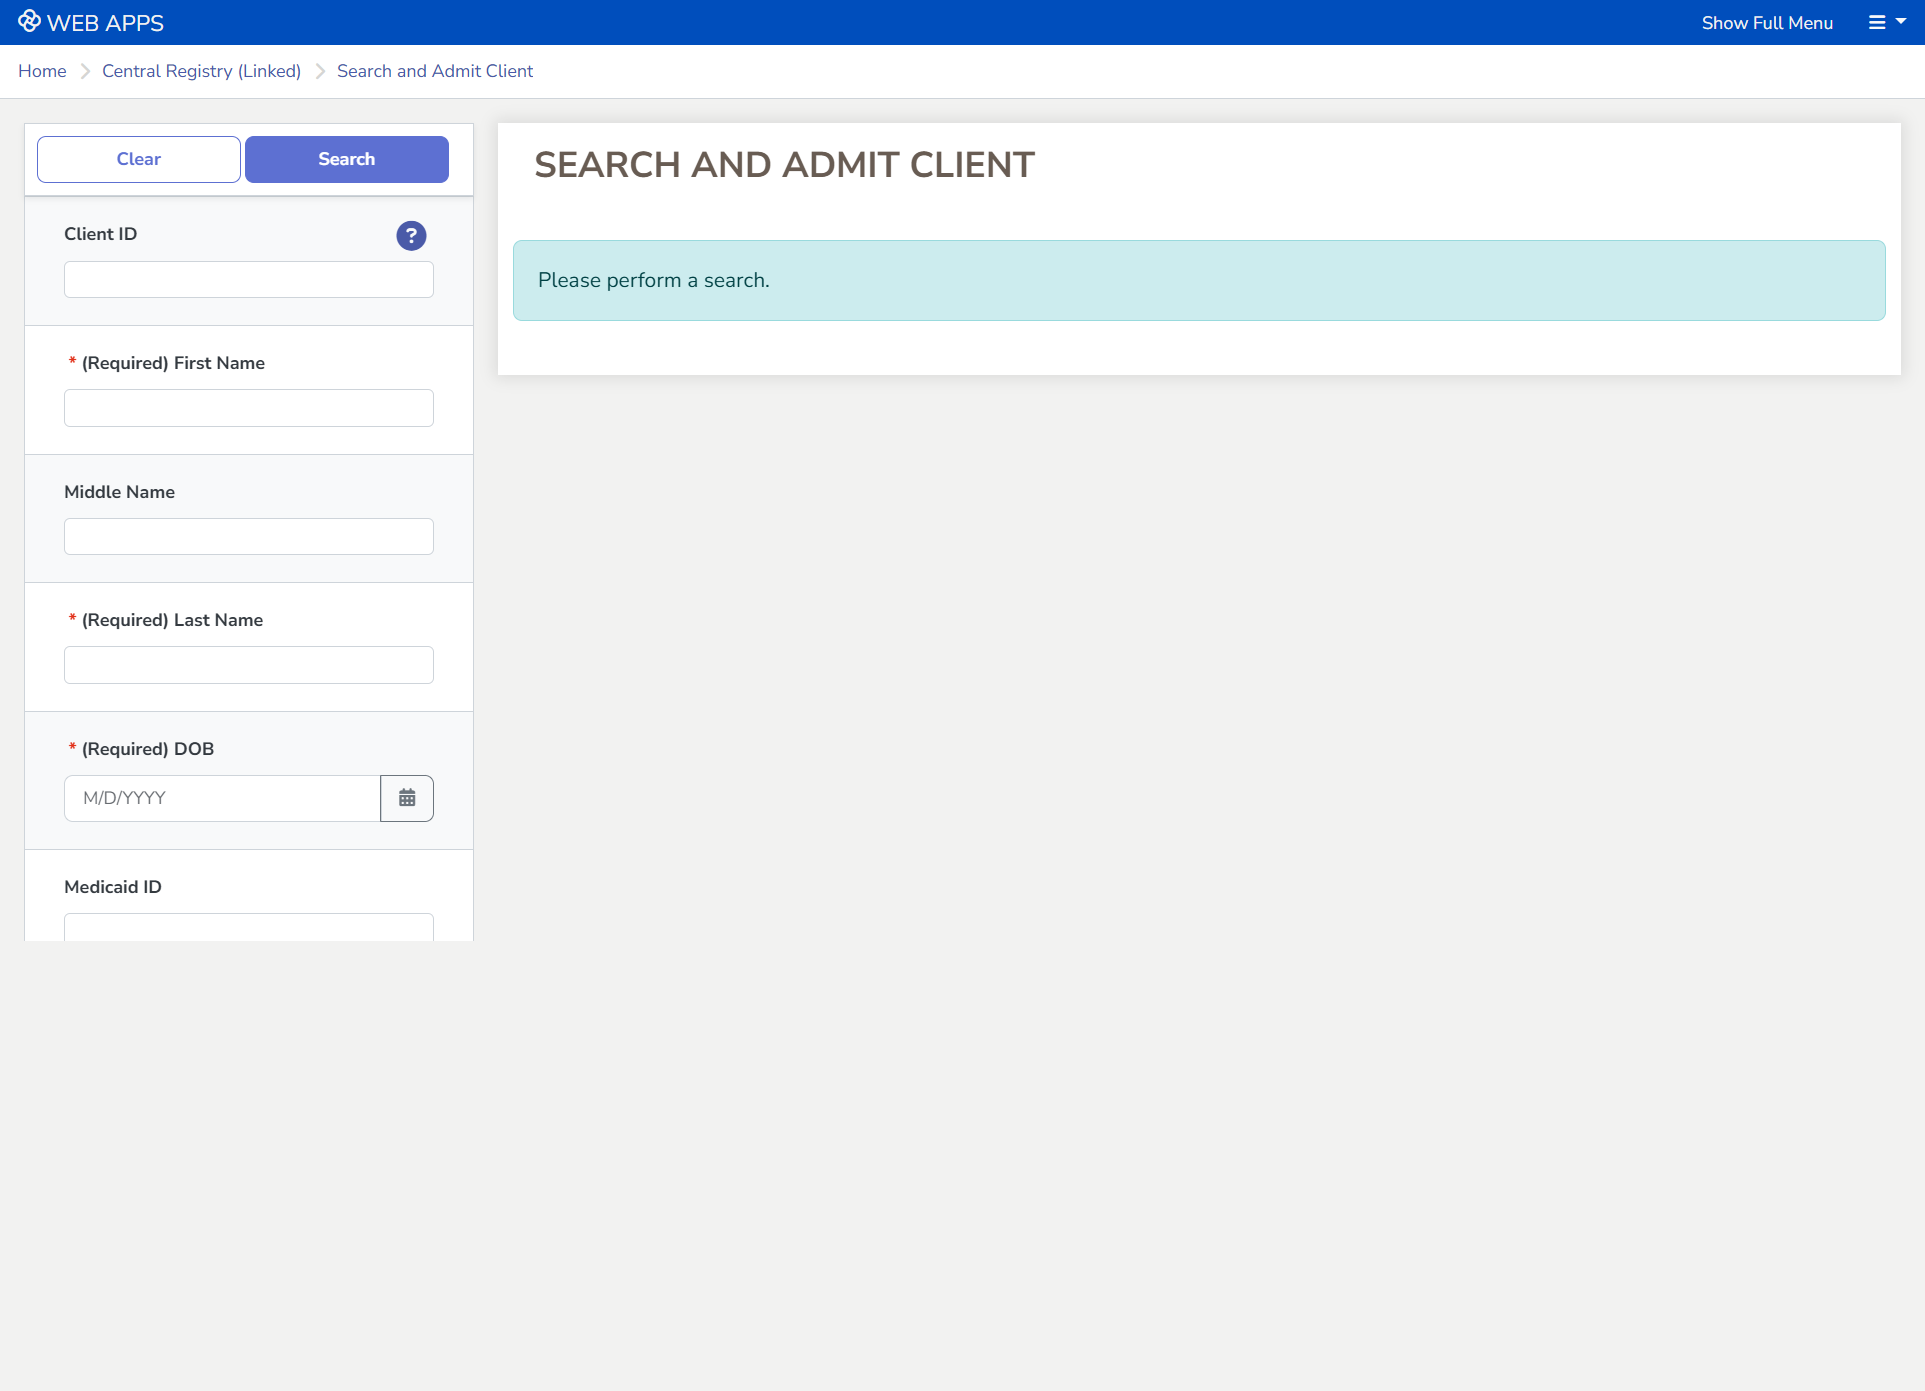 WEB APPS
Show Full Menu
Home
Central Registry (Linked)
Search and Admit Client
Clear
Search
Client ID
?
* (Required) First Name
Middle Name
* (Required) Last Name
* (Required) DOB
M/D/YYYY
Medicaid ID
SEARCH AND ADMIT CLIENT
Please perform a search.